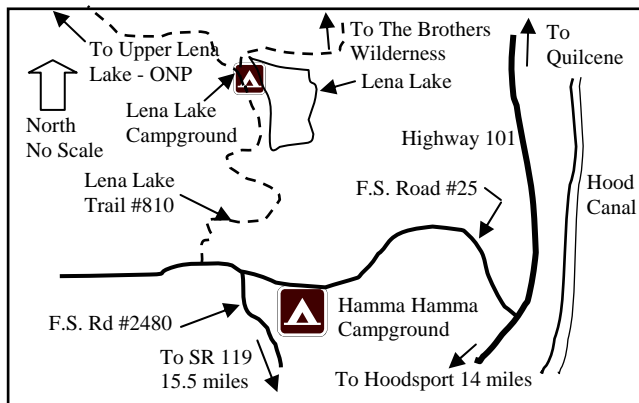 To Upper Lena
Lake - ONP
To The Brothers
Wilderness
To
Quilcene
Lena Lake
North
No Scale
Lena Lake
Campground
Highway 101
Lena Lake
Trail #810
F.S. Road #25
Hood
Canal
F.S. Rd #2480
Hamma Hamma
Campground
To SR 119
15.5 miles
To Hoodsport 14 miles